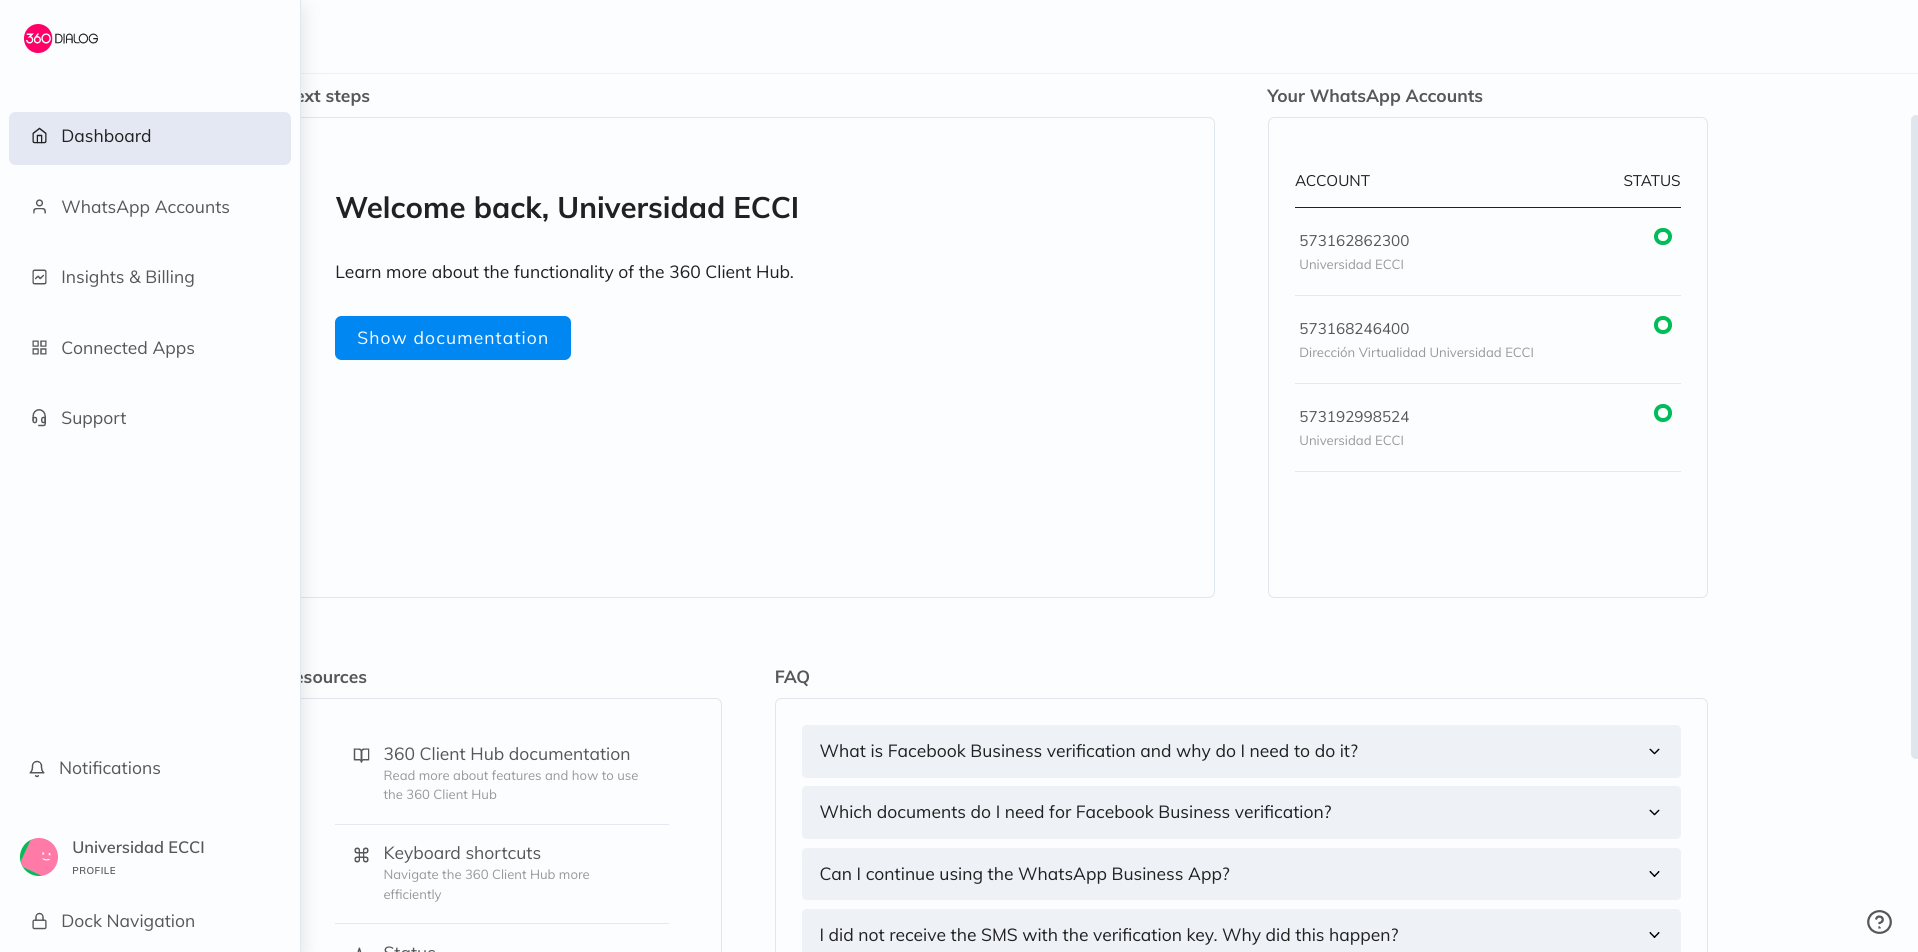 360 DIALOG
Dashboard
WhatsApp Accounts
Insights & Billing
Connected Apps
Support
Notifications
Universidad ECCI
PROFILE
Dock Navigation
ext steps
Welcome back, Universidad ECCI
Learn more about the functionality of the 360 Client Hub.
Show documentation
Your WhatsApp Accounts
ACCOUNT STATUS
573162862300
Universidad ECCI
573168246400
Dirección Virtualidad Universidad ECCI
573192998524
Universidad ECCI
esources
360 Client Hub documentation
Read more about features and how to use
the 360 Client Hub
Keyboard shortcuts
Navigate the 360 Client Hub more
efficiently
Status
FAQ
What is Facebook Business verification and why do I need to do it?
Which documents do I need for Facebook Business verification?
Can I continue using the WhatsApp Business App?
I did not receive the SMS with the verification key. Why did this happen?